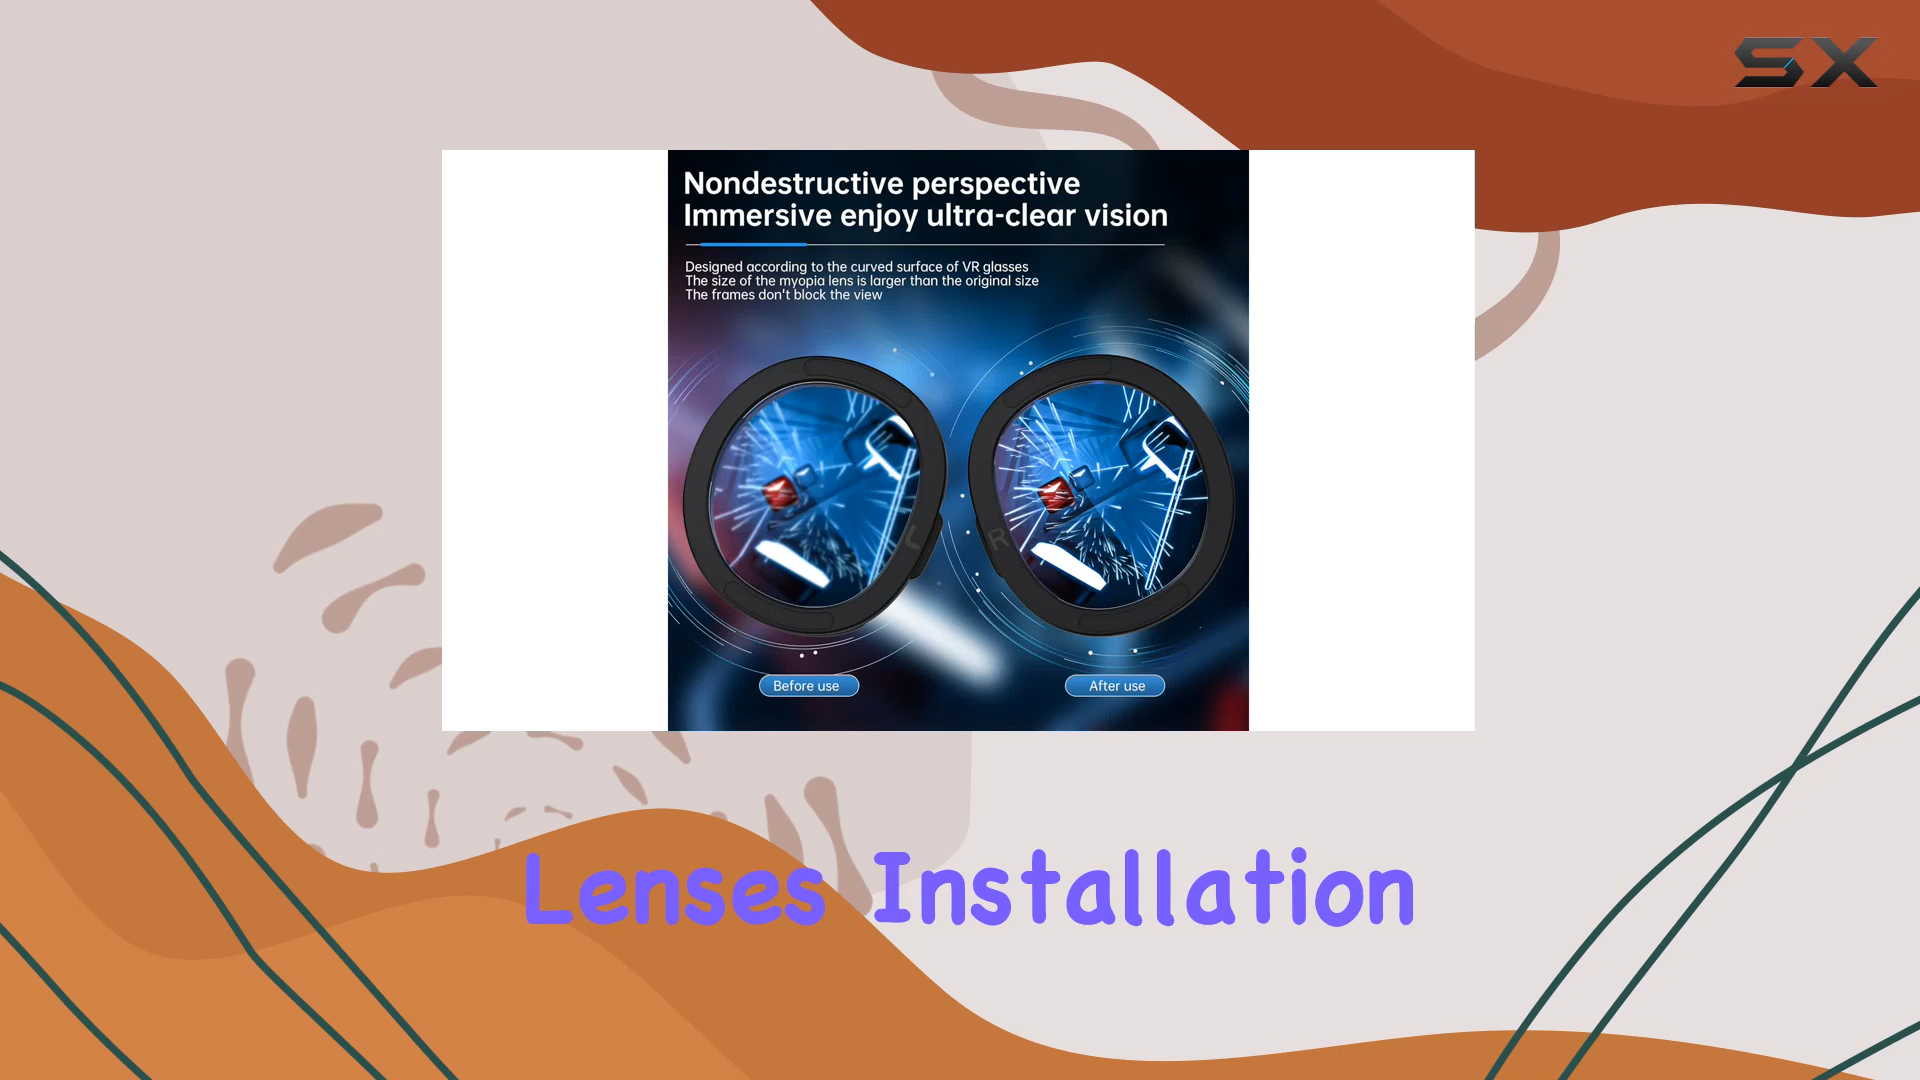 SX
Nondestructive perspective
Immersive enjoy ultra-clear vision
Designed according to the curved surface of VR glasses
The size of the myopia lens is larger than the original size
The frames don't block the view
L
R
Before use
After use
Lenses Installation